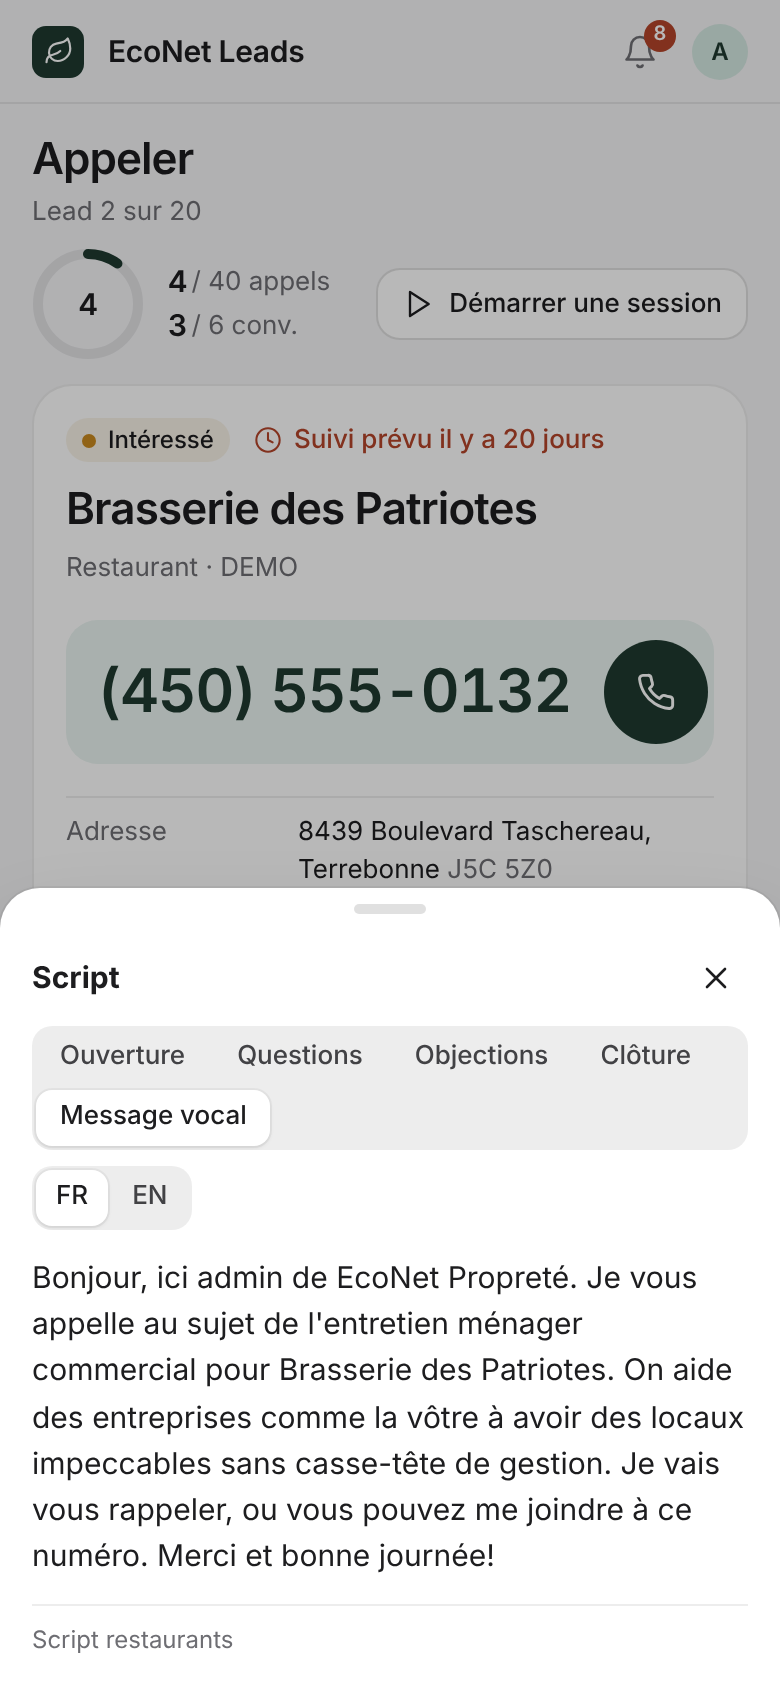 EcoNet Leads
8
A
Appeler
Lead 2 sur 20
4
4 / 40 appels
3 / 6 conv.
Démarrer une session
Intéressé
Suivi prévu il y a 20 jours
Brasserie des Patriotes
Restaurant · DEMO
(450) 555-0132
Adresse
8439 Boulevard Taschereau,
Terrebonne J5C 5Z0
Script
Ouverture Questions Objections Clôture
Message vocal
FR EN
Bonjour, ici admin de EcoNet Propreté. Je vous
appelle au sujet de l'entretien ménager
commercial pour Brasserie des Patriotes. On aide
des entreprises comme la vôtre à avoir des locaux
impeccables sans casse-tête de gestion. Je vais
vous rappeler, ou vous pouvez me joindre à ce
numéro. Merci et bonne journée!
Script restaurants